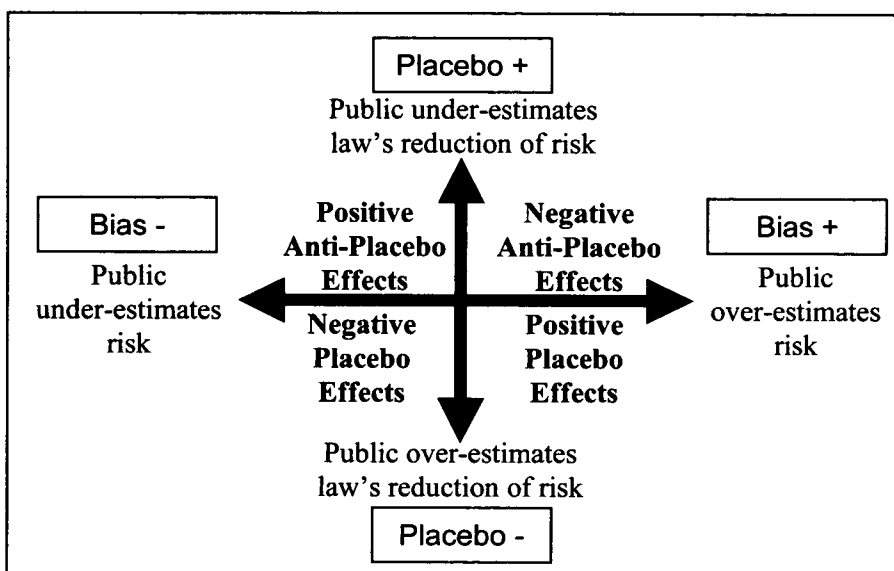 Placebo +
Public under-estimates
law's reduction of risk
Bias -
Public
under-estimates
risk
Positive
Anti-Placebo
Effects
Negative
Anti-Placebo
Effects
Bias +
Public
over-estimates
risk
Negative
Placebo
Effects
Positive
Placebo
Effects
Public over-estimates
law's reduction of risk
Placebo -